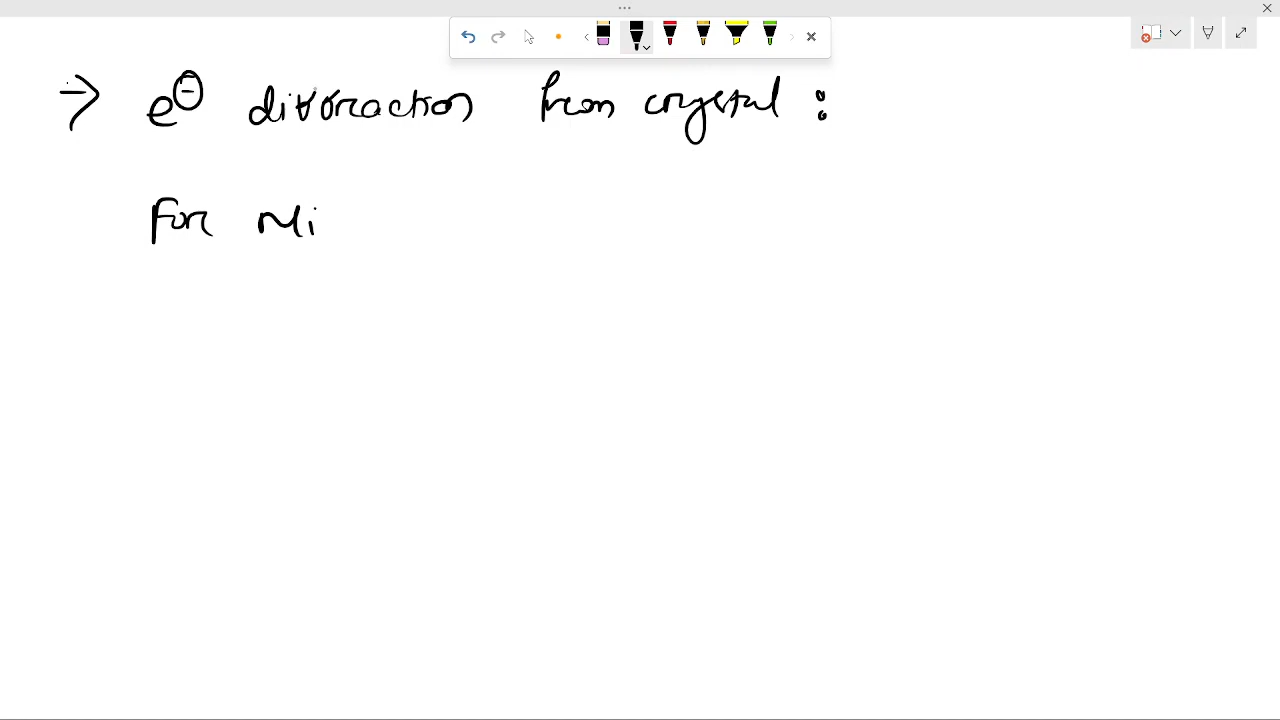 → e⊖ diffraction from crystal :
For Ni